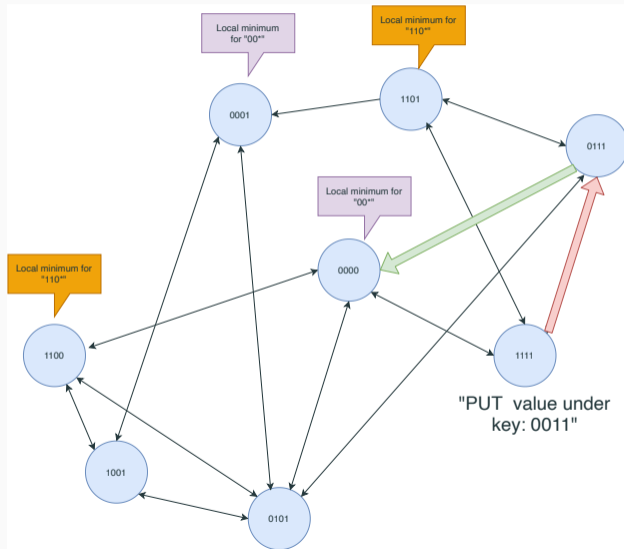 Local minimum
for "00*"
Local minimum for
"110*"
0001
1101
0111
Local minimum for
"00*"
0000
Local minimum for
"110*"
1100
1111
"PUT value under
key: 0011"
1001
0101